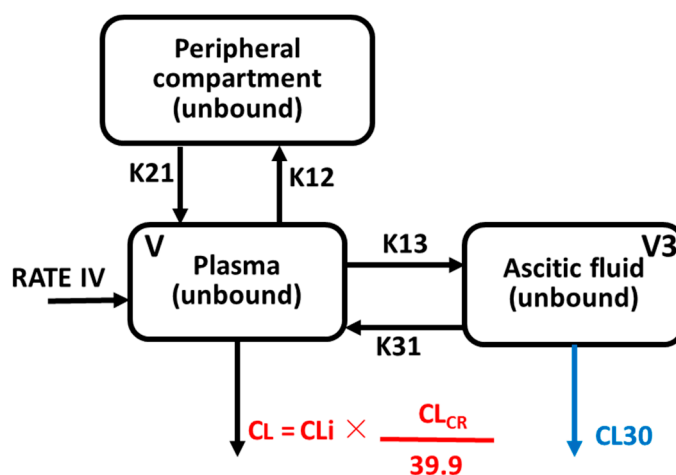 Peripheral
compartment
(unbound)
K21
K12
V
Plasma
(unbound)
RATE IV
K13
K31
V3
Ascitic fluid
(unbound)
CL = CLi × CLCR
39.9
CL30